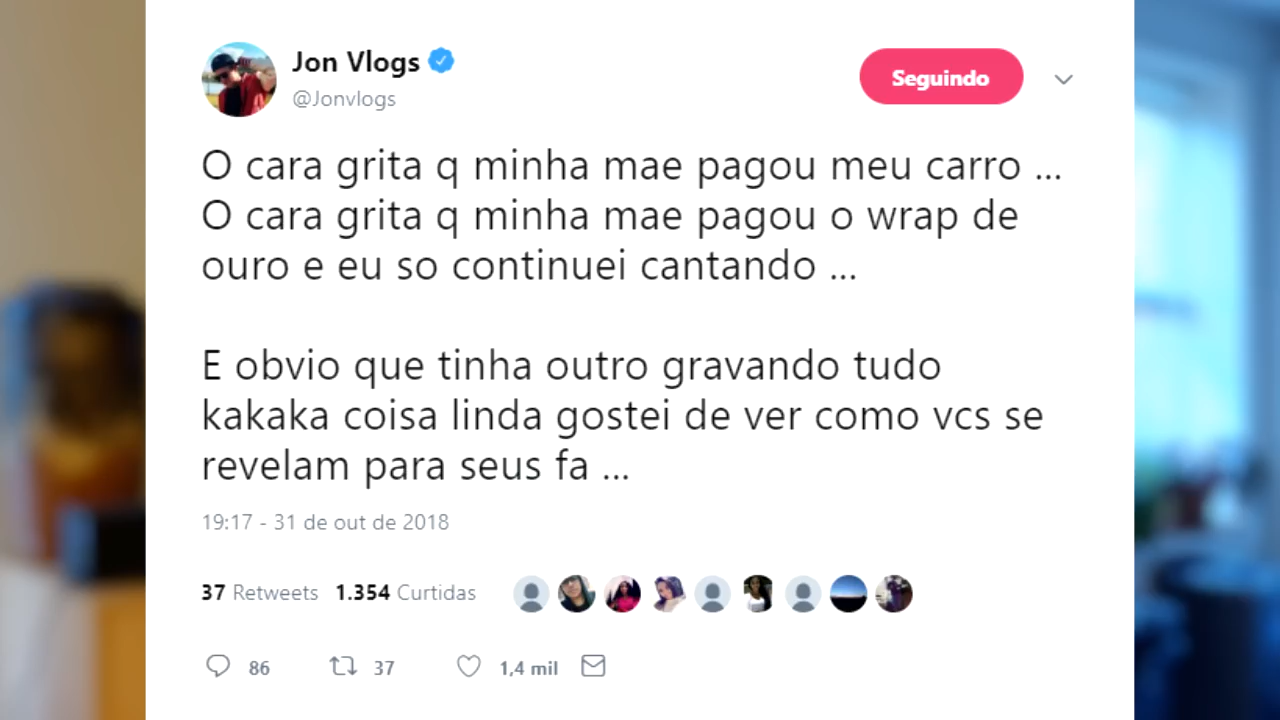 Jon Vlogs
@Jonvlogs
Seguindo
O cara grita q minha mae pagou meu carro ...
O cara grita q minha mae pagou o wrap de
ouro e eu so continuei cantando ...
E obvio que tinha outro gravando tudo
kakaka coisa linda gostei de ver como vcs se
revelam para seus fa ...
19:17 - 31 de out de 2018
37 Retweets 1.354 Curtidas
86 37 1,4 mil